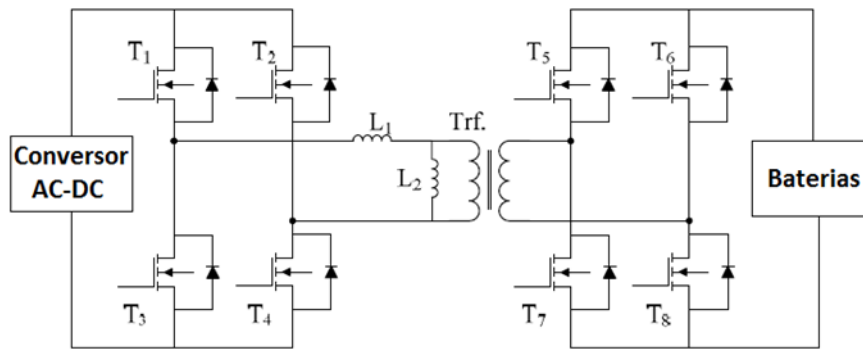 T1
T2
T5
T6
L1
Trf.
Conversor
AC-DC
L2
Baterias
T3
T4
T7
T8